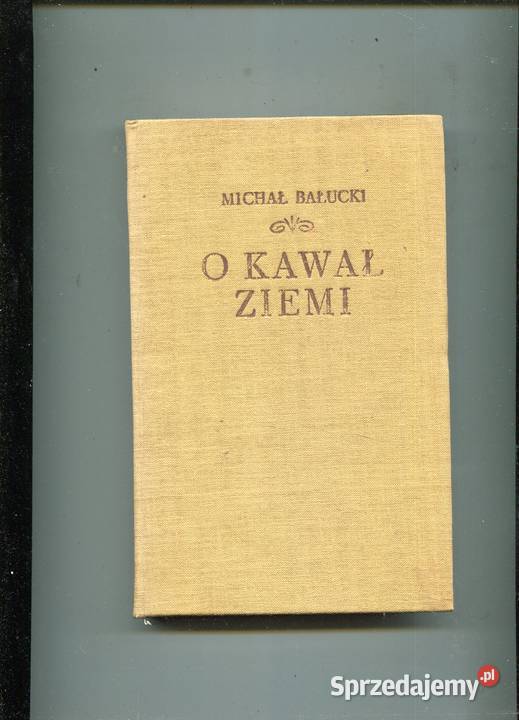 MICHAŁ BAŁUCKI
O KAWAŁ
ZIEMI
Sprzedajemy.pl